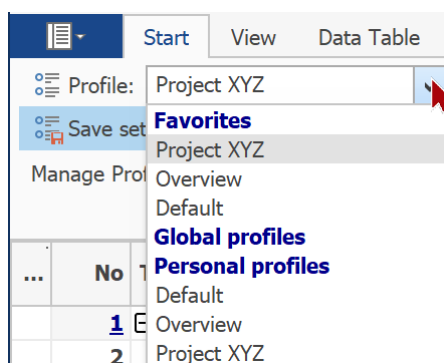 Start View Data Table
Profile: Project XYZ
Save set
Favorites
Project XYZ
Manage Prof
Overview
Default
Global profiles
Personal profiles
... No
Default
1 Overview
2 Project XYZ